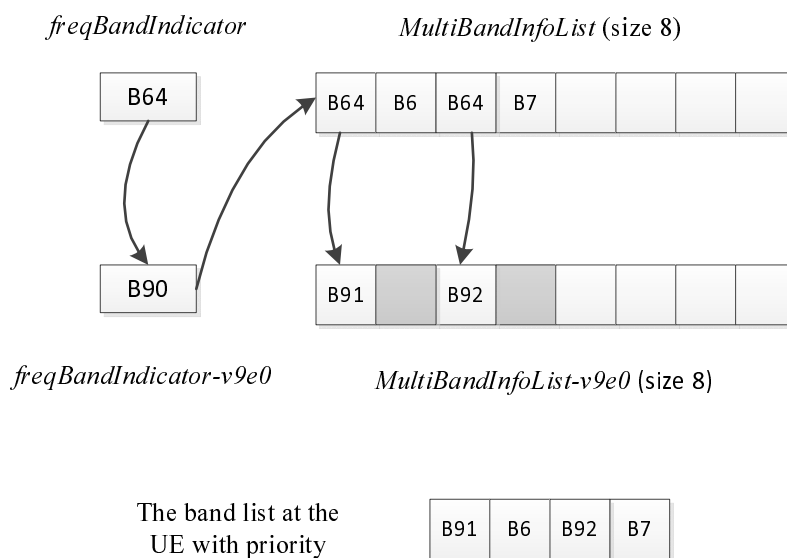 freqBandIndicator
MultiBandInfoList (size 8)
B64
B64 B6 B64 B7
B90
B91 B92
freqBandIndicator-v9e0
MultiBandInfoList-v9e0 (size 8)
The band list at the
UE with priority
B91 B6 B92 B7